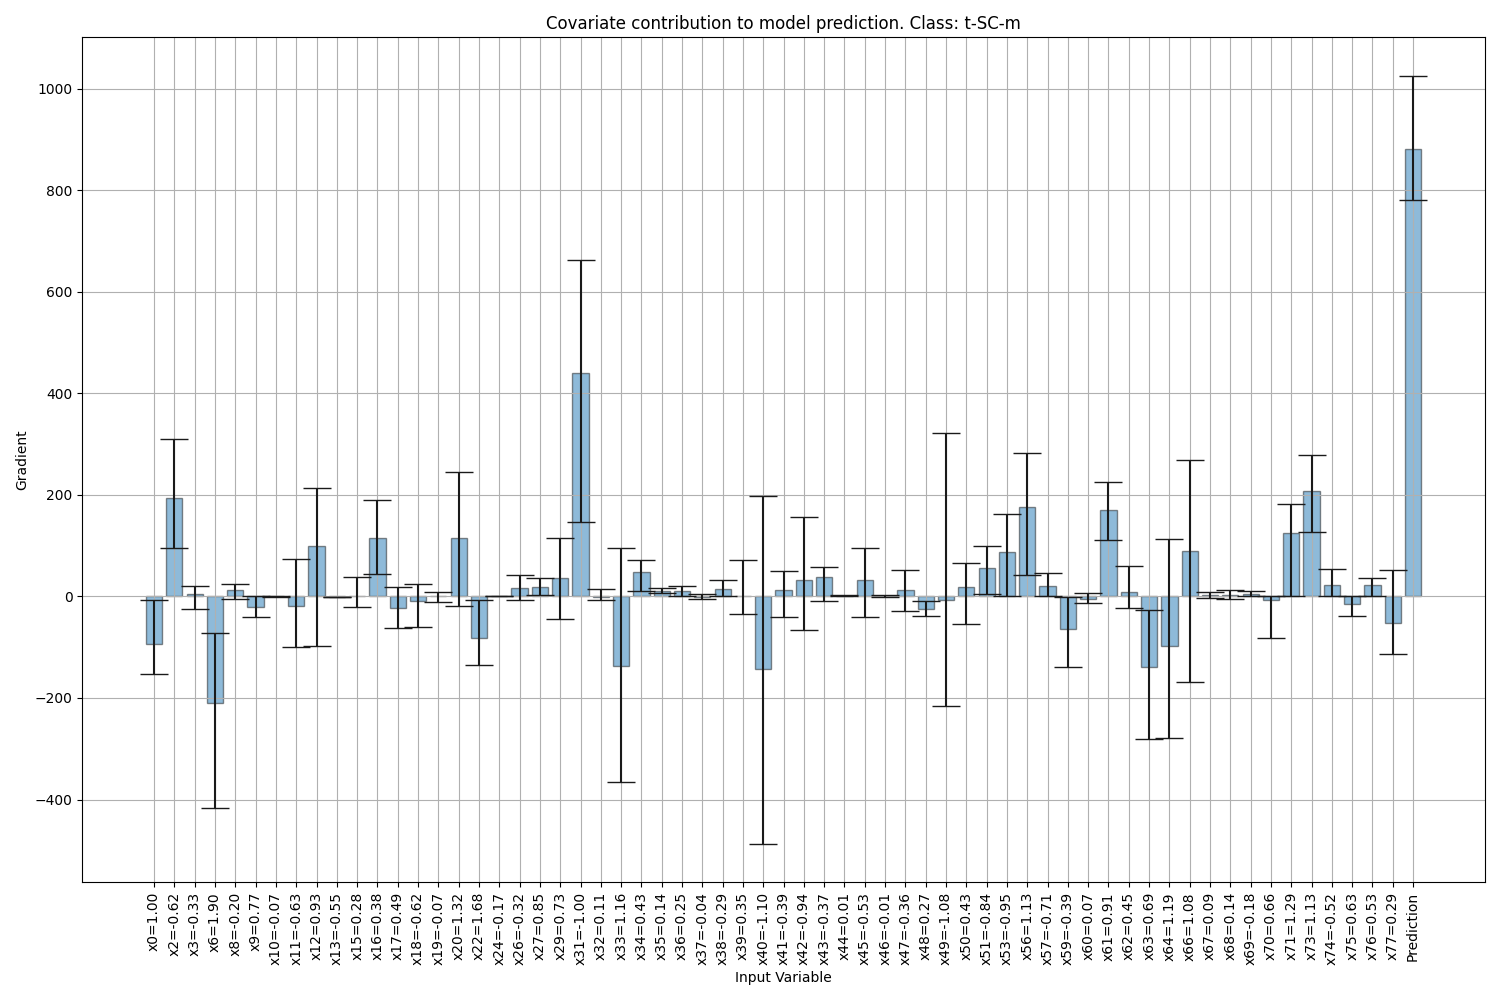 Covariate contribution to model prediction. Class: t-SC-m
Gradient
1000
800
600
400
200
0
−200
−400
x0=1.00
x2=-0.62
x3=-0.33
x6=1.90
x8=-0.20
x9=0.77
x10=-0.07
x11=-0.63
x12=0.93
x13=-0.55
x15=0.28
x16=0.38
x17=0.49
x18=-0.62
x19=-0.07
x20=1.32
x22=1.68
x24=-0.17
x26=-0.32
x27=0.85
x29=0.73
x31=-1.00
x32=0.11
x33=1.16
x34=0.43
x35=0.14
x36=0.25
x37=-0.04
x38=-0.29
x39=0.35
x40=-1.10
x41=-0.39
x42=-0.94
x43=-0.37
x44=0.01
x45=-0.53
x46=-0.01
x47=-0.36
x48=0.27
x49=-1.08
x50=0.43
x51=-0.84
x53=-0.95
x56=1.13
x57=-0.71
x59=-0.39
x60=0.07
x61=0.91
x62=0.45
x63=0.69
x64=1.19
x66=1.08
x67=0.09
x68=0.14
x69=-0.18
x70=0.66
x71=1.29
x73=1.13
x74=-0.52
x75=0.63
x76=0.53
x77=0.29
Prediction
Input Variable